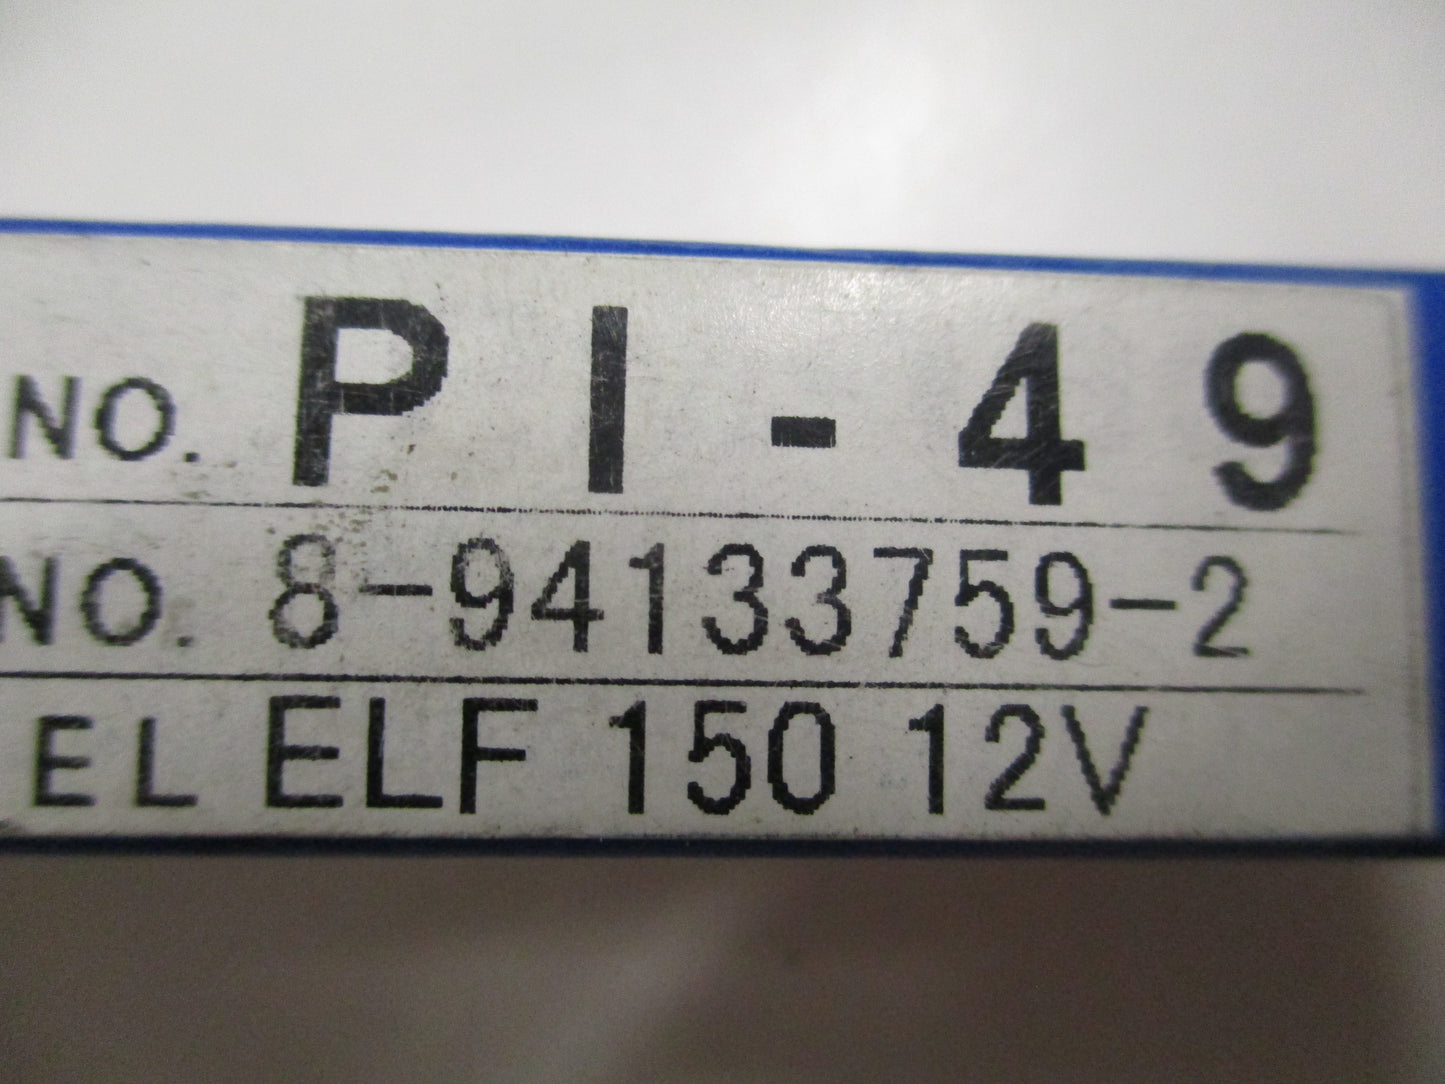 NO. PI-49
NO. 8-94133759-2
EL ELF 150 12V